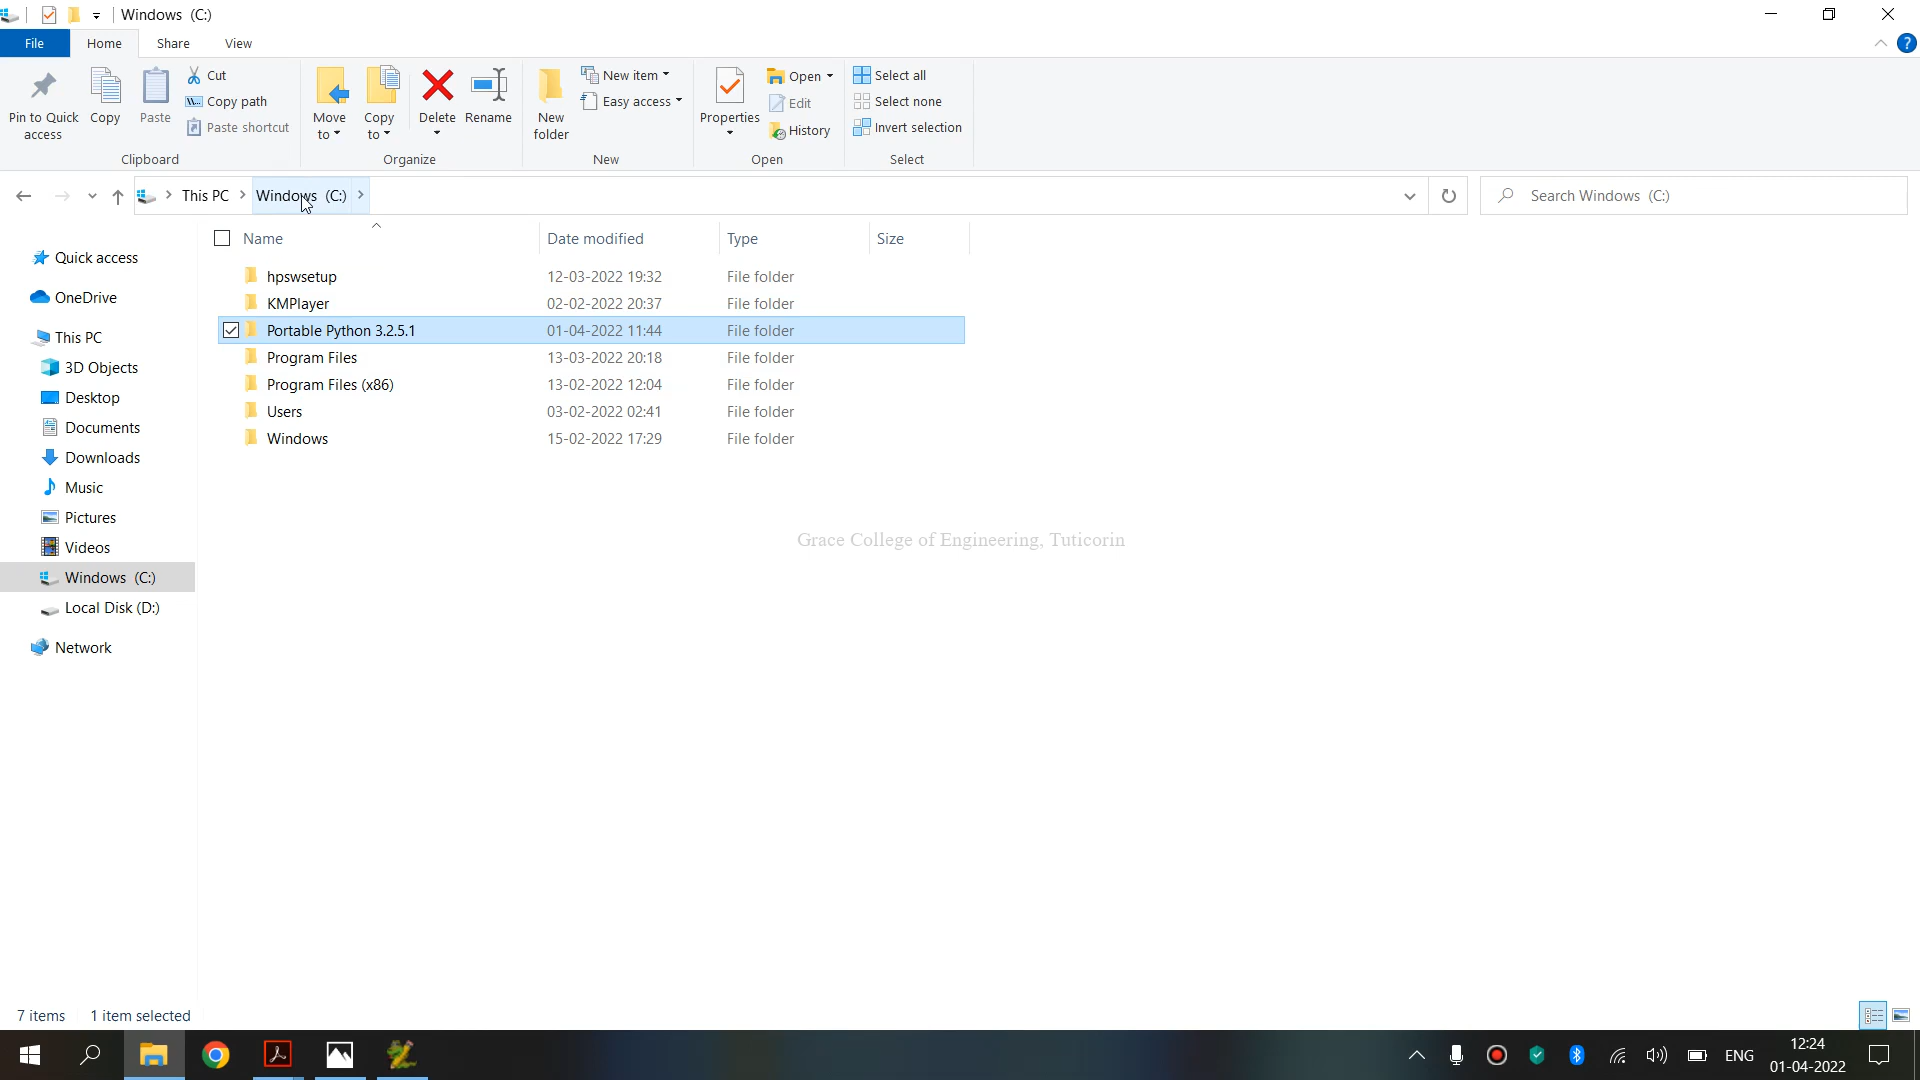 Windows (C:)
File Home Share View
Pin to Quick access
Copy
Paste
Cut
Copy path
Paste shortcut
Clipboard
Move to
Copy to
Delete
Rename
Organize
New folder
New item
Easy access
New
Properties
Open
Edit
History
Open
Select all
Select none
Invert selection
Select
This PC Windows (C:)
Search Windows (C:)
Quick access
OneDrive
This PC
3D Objects
Desktop
Documents
Downloads
Music
Pictures
Videos
Windows (C:)
Local Disk (D:)
Network
Name Date modified Type Size
hpswsetup 12-03-2022 19:32 File folder
KMPlayer 02-02-2022 20:37 File folder
Portable Python 3.2.5.1 01-04-2022 11:44 File folder
Program Files 13-03-2022 20:18 File folder
Program Files (x86) 13-02-2022 12:04 File folder
Users 03-02-2022 02:41 File folder
Windows 15-02-2022 17:29 File folder
Grace College of Engineering, Tuticorin
7 items 1 item selected
ENG
12:24
01-04-2022